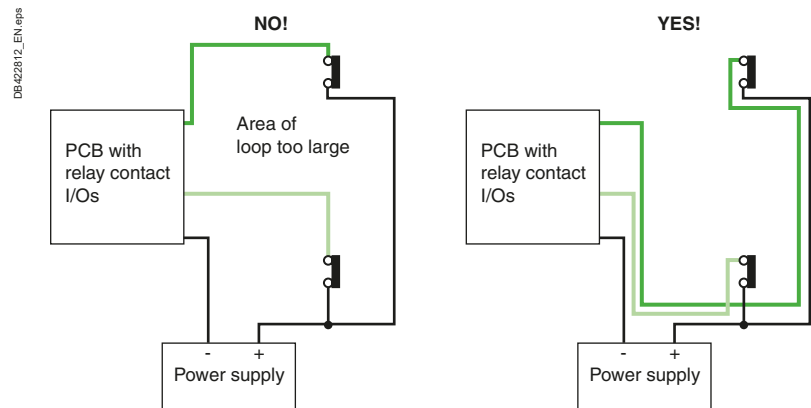 DB422812_EN.eps
NO!
PCB with
relay contact
I/Os
Area of
loop too large
- +
Power supply
YES!
PCB with
relay contact
I/Os
- +
Power supply